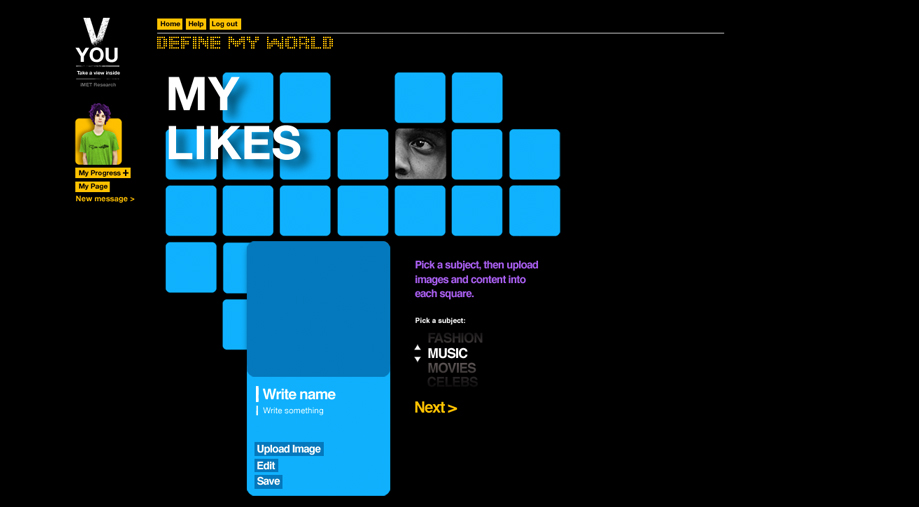 V
YOU
Take a view inside
IMET Research
Home
Help
Log out
DEFINE MY WORLD
MY
LIKES
My Progress +
My Page
New message >
Pick a subject, then upload
images and content into
each square.
Pick a subject:
FASHION
MUSIC
MOVIES
CELEBS
Next >
Write name
Write something
Upload Image
Edit
Save